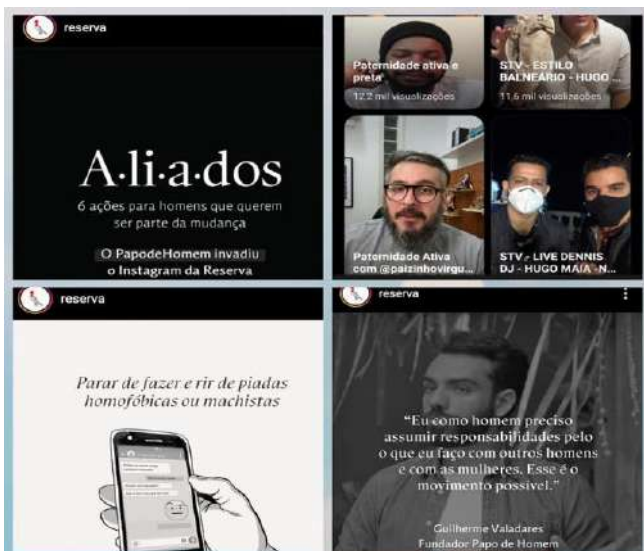 reserva
A·li·a·dos
6 ações para homens que querem
ser parte da mudança
O PapodeHomem invadiu
o Instagram da Reserva
Paternidade ativa e
preta
12,2 mil visualizações
STV - ESTILO
BALNEÁRIO - HUGO ...
11,6 mil visualizações
Paternidade Ativa
com @paizinhovirgu...
STV - LIVE DENNIS
DJ - HUGO MAIA -N...
reserva
Parar de fazer e rir de piadas
homofóbicas ou machistas
reserva
“Eu como homem preciso
assumir responsabilidades pelo
o que eu faço com outros homens
e com as mulheres. Esse é o
movimento possível.”
Guilherme Valadares
Fundador Papo de Homem